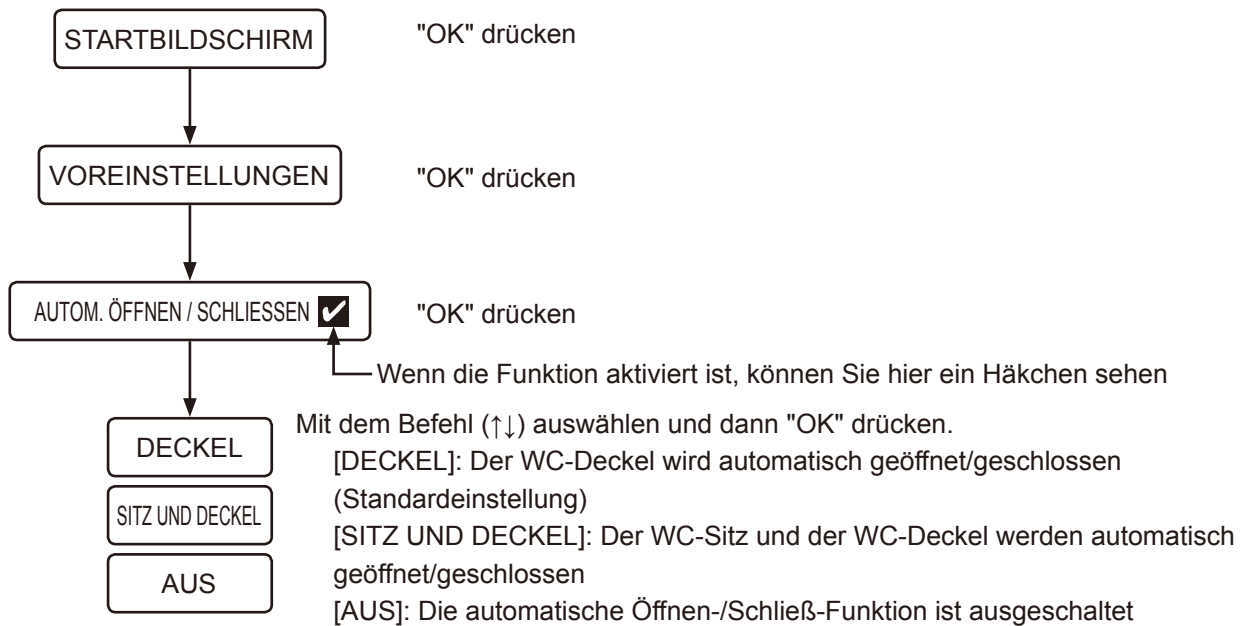 STARTBILDSCHIRM "OK" drücken
VOREINSTELLUNGEN "OK" drücken
AUTOM. ÖFFNEN / SCHLIESSEN ✔ "OK" drücken
Wenn die Funktion aktiviert ist, können Sie hier ein Häkchen sehen
Mit dem Befehl (↑↓) auswählen und dann "OK" drücken.
DECKEL
[DECKEL]: Der WC-Deckel wird automatisch geöffnet/geschlossen
(Standardeinstellung)
SITZ UND DECKEL
[SITZ UND DECKEL]: Der WC-Sitz und der WC-Deckel werden automatisch
geöffnet/geschlossen
AUS
[AUS]: Die automatische Öffnen-/Schließ-Funktion ist ausgeschaltet